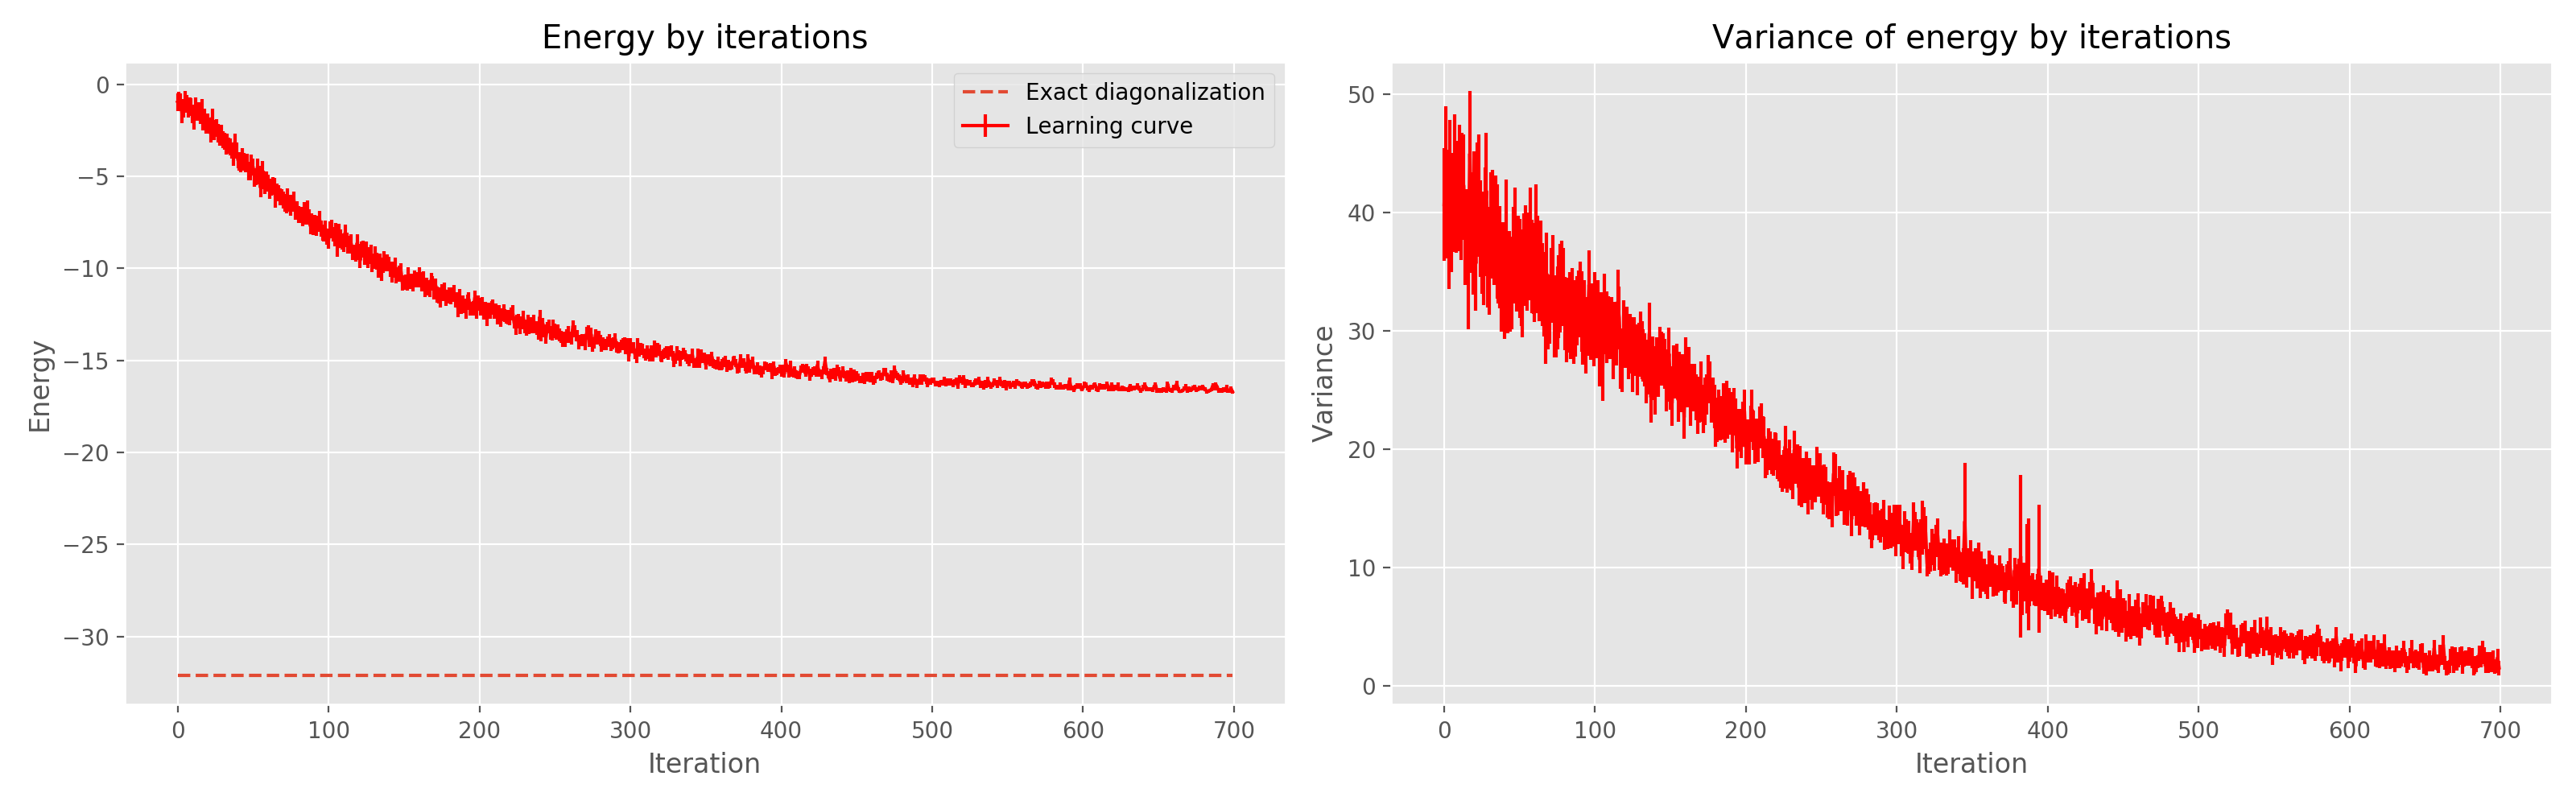 Energy by iterations
0
−5
−10
−15
−20
−25
−30
Energy
Exact diagonalization
Learning curve
0 100 200 300 400 500 600 700
Iteration
Variance of energy by iterations
50
40
30
20
10
0
Variance
0 100 200 300 400 500 600 700
Iteration